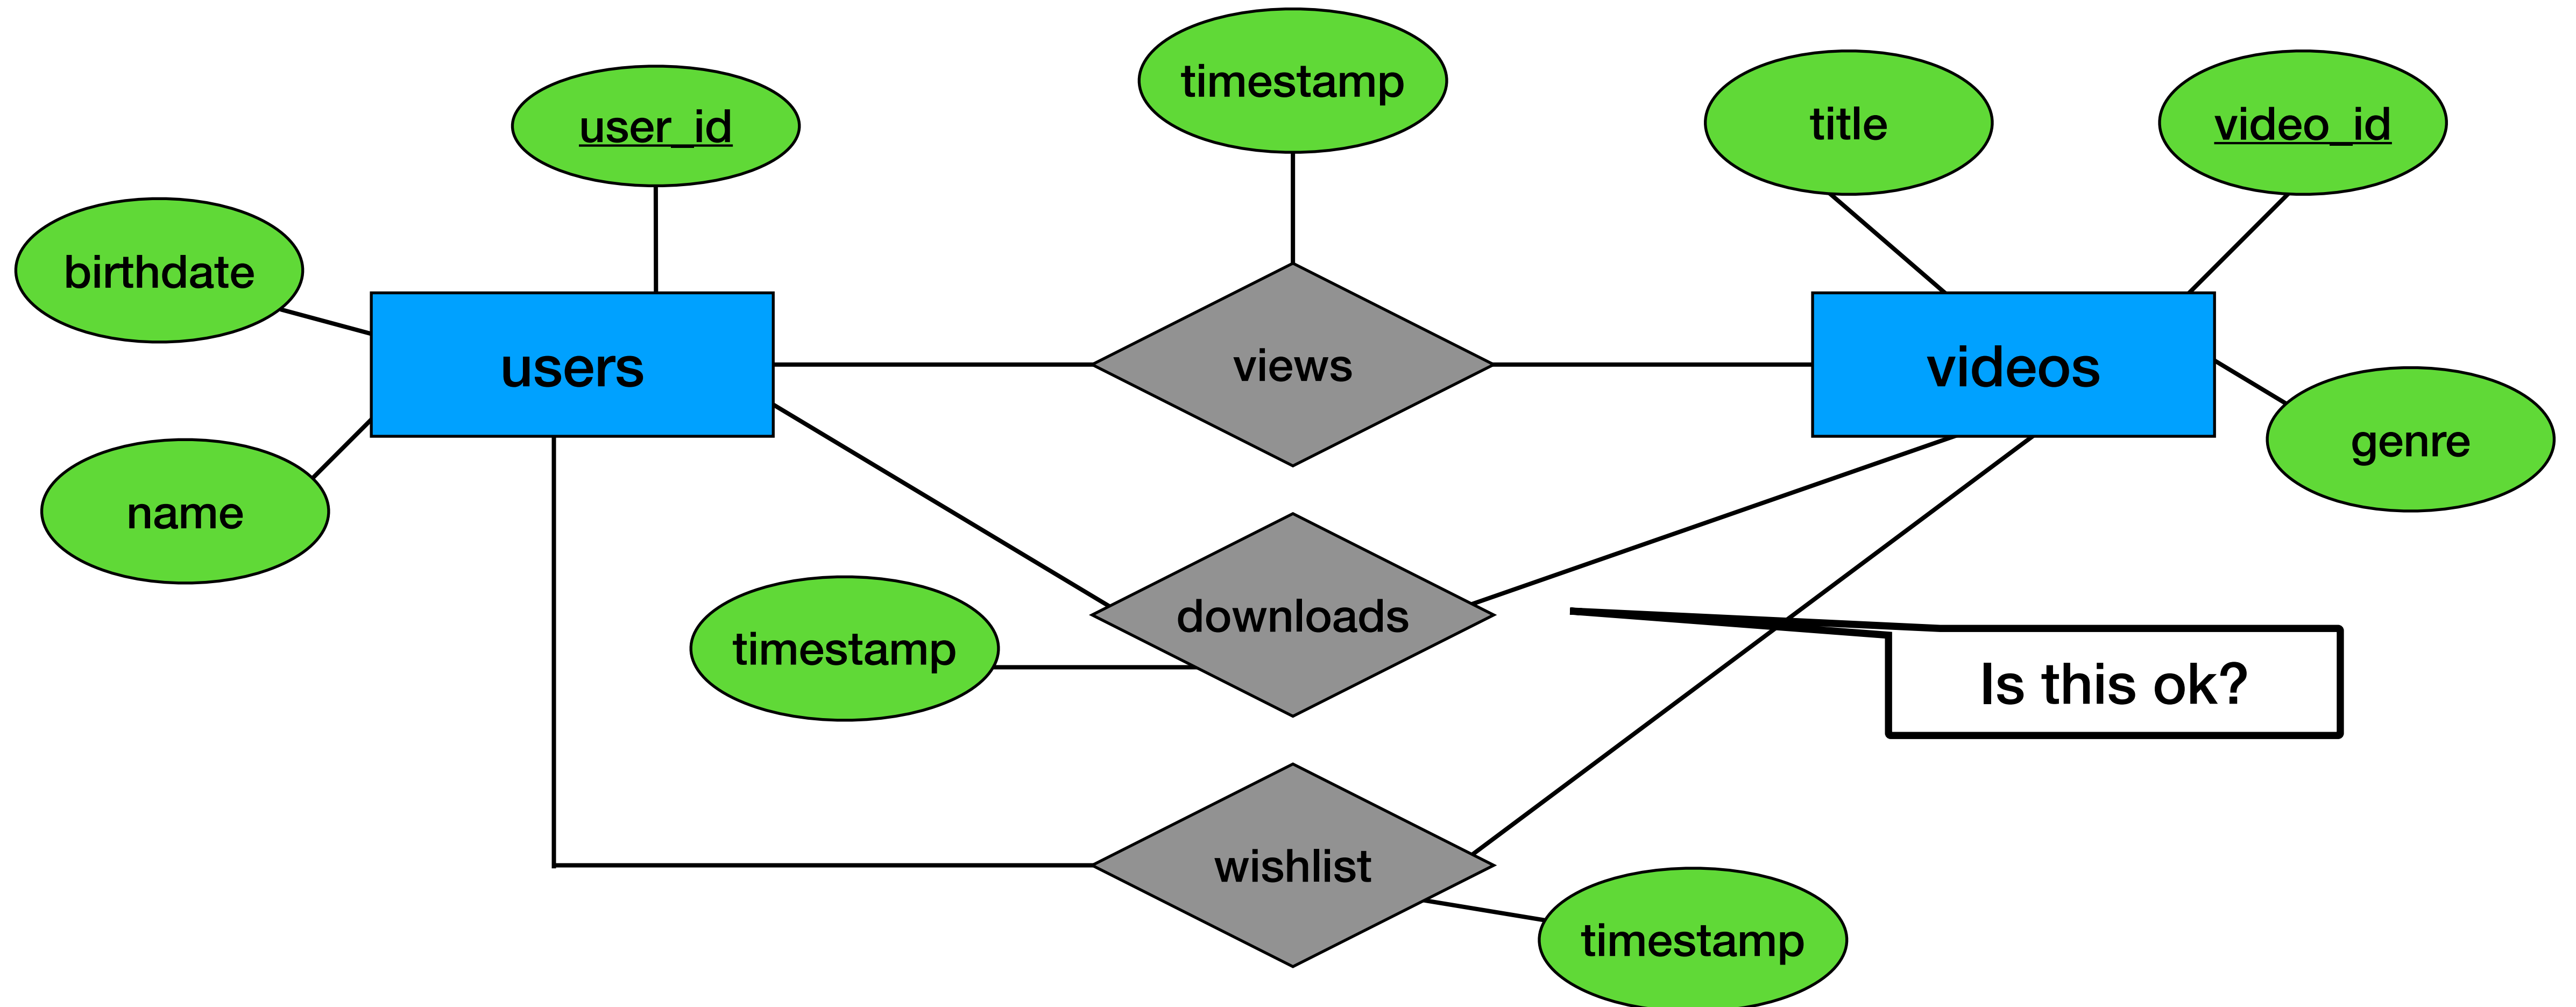 timestamp
title
video_id
user_id
birthdate
users
views
videos
genre
name
timestamp
downloads
Is this ok?
wishlist
timestamp